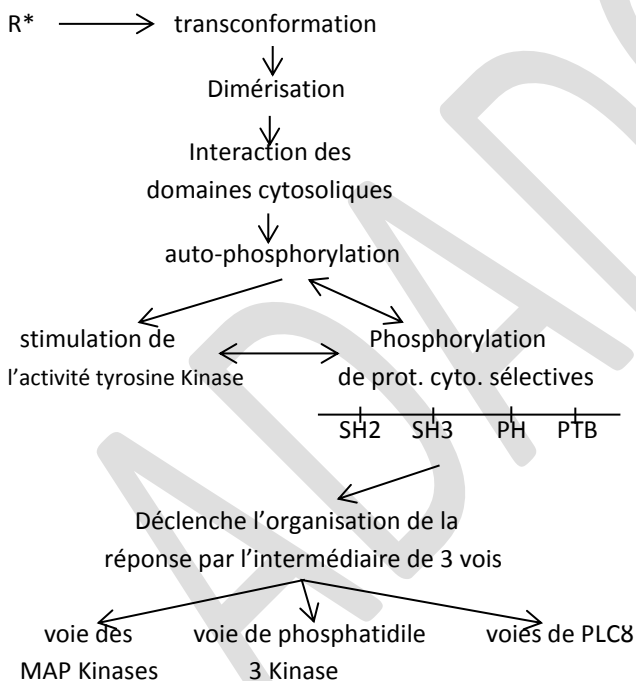 R* transconformation
Dimérisation
Interaction des
domaines cytosoliques
auto-phosphorylation
stimulation de
l'activité tyrosine Kinase
Phosphorylation
de prot. cyto. sélectives
SH2 SH3 PH PTB
Déclenche l'organisation de la
réponse par l'intermédiaire de 3 vois
voie des
MAP Kinases
voie de phosphatidile
3 Kinase
voies de PLCȣ